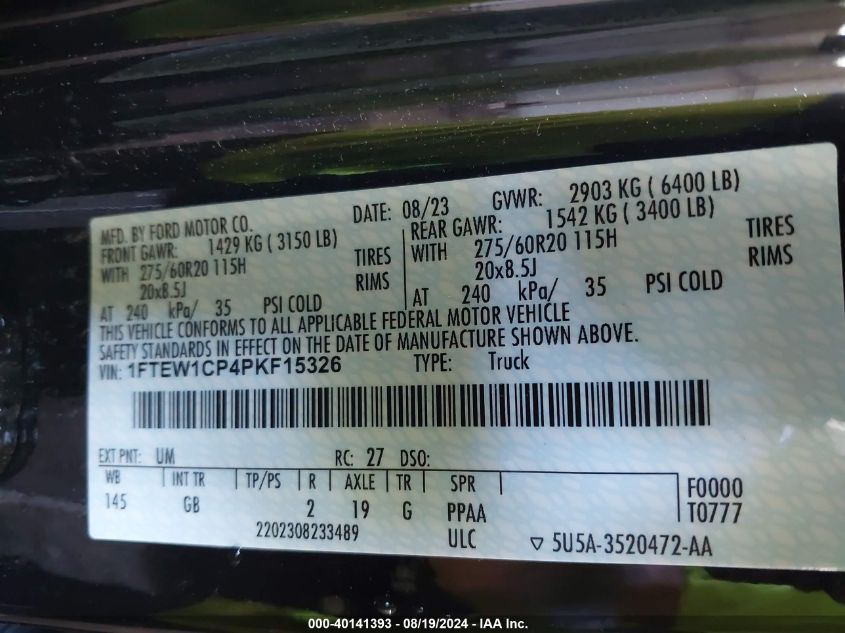 MFD. BY FORD MOTOR CO. DATE: 08/23 GVWR: 2903 KG ( 6400 LB)
FRONT GAWR: 1429 KG ( 3150 LB) REAR GAWR: 1542 KG ( 3400 LB)
WITH 275/60R20 115H TIRES WITH 275/60R20 115H TIRES
20x8.5J RIMS 20x8.5J RIMS
AT 240 kPa/ 35 PSI COLD AT 240 kPa/ 35 PSI COLD
THIS VEHICLE CONFORMS TO ALL APPLICABLE FEDERAL MOTOR VEHICLE
SAFETY STANDARDS IN EFFECT ON THE DATE OF MANUFACTURE SHOWN ABOVE.
VIN: 1FTEW1CP4PKF15326 TYPE: Truck
EXT PNT: UM RC: 27 DSO:
WB INT TR TP/PS R AXLE TR SPR F0000
145 GB 2 19 G PPAA T0777
2202308233489 ULC ▽ 5U5A-3520472-AA
000-40141393 - 08/19/2024 - IAA Inc.